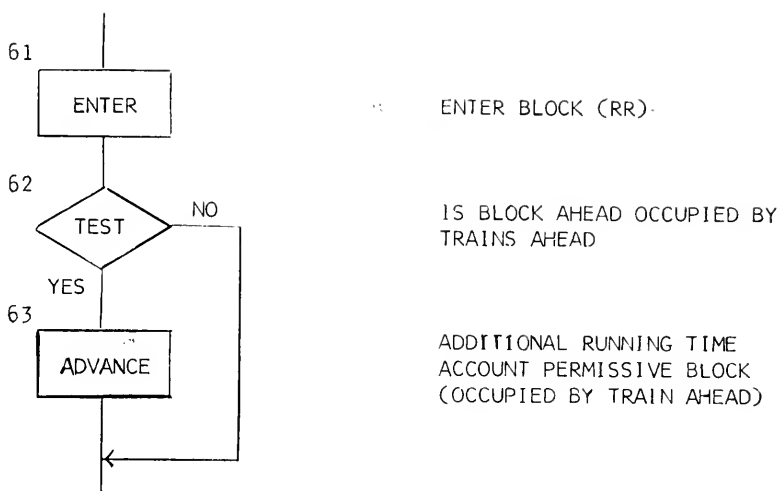 61
ENTER
ENTER BLOCK (RR)
62
TEST
NO
IS BLOCK AHEAD OCCUPIED BY
TRAINS AHEAD
YES
63
ADVANCE
ADDITIONAL RUNNING TIME
ACCOUNT PERMISSIVE BLOCK
(OCCUPIED BY TRAIN AHEAD)